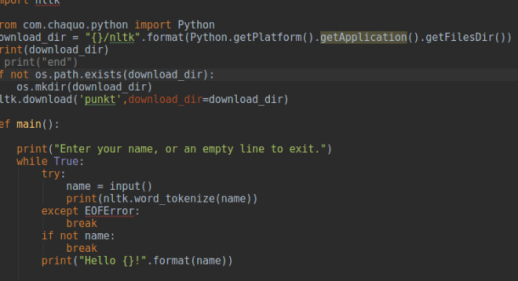 mport nltk
rom com.chaquo.python import Python
ownload_dir = "{}/nltk".format(Python.getPlatform().getApplication().getFilesDir())
rint(download_dir)
print("end")
f not os.path.exists(download_dir):
os.mkdir(download_dir)
ltk.download('punkt',download_dir=download_dir)
ef main():
print("Enter your name, or an empty line to exit.")
while True:
try:
name = input()
print(nltk.word_tokenize(name))
except EOFError:
break
if not name:
break
print("Hello {}!".format(name))